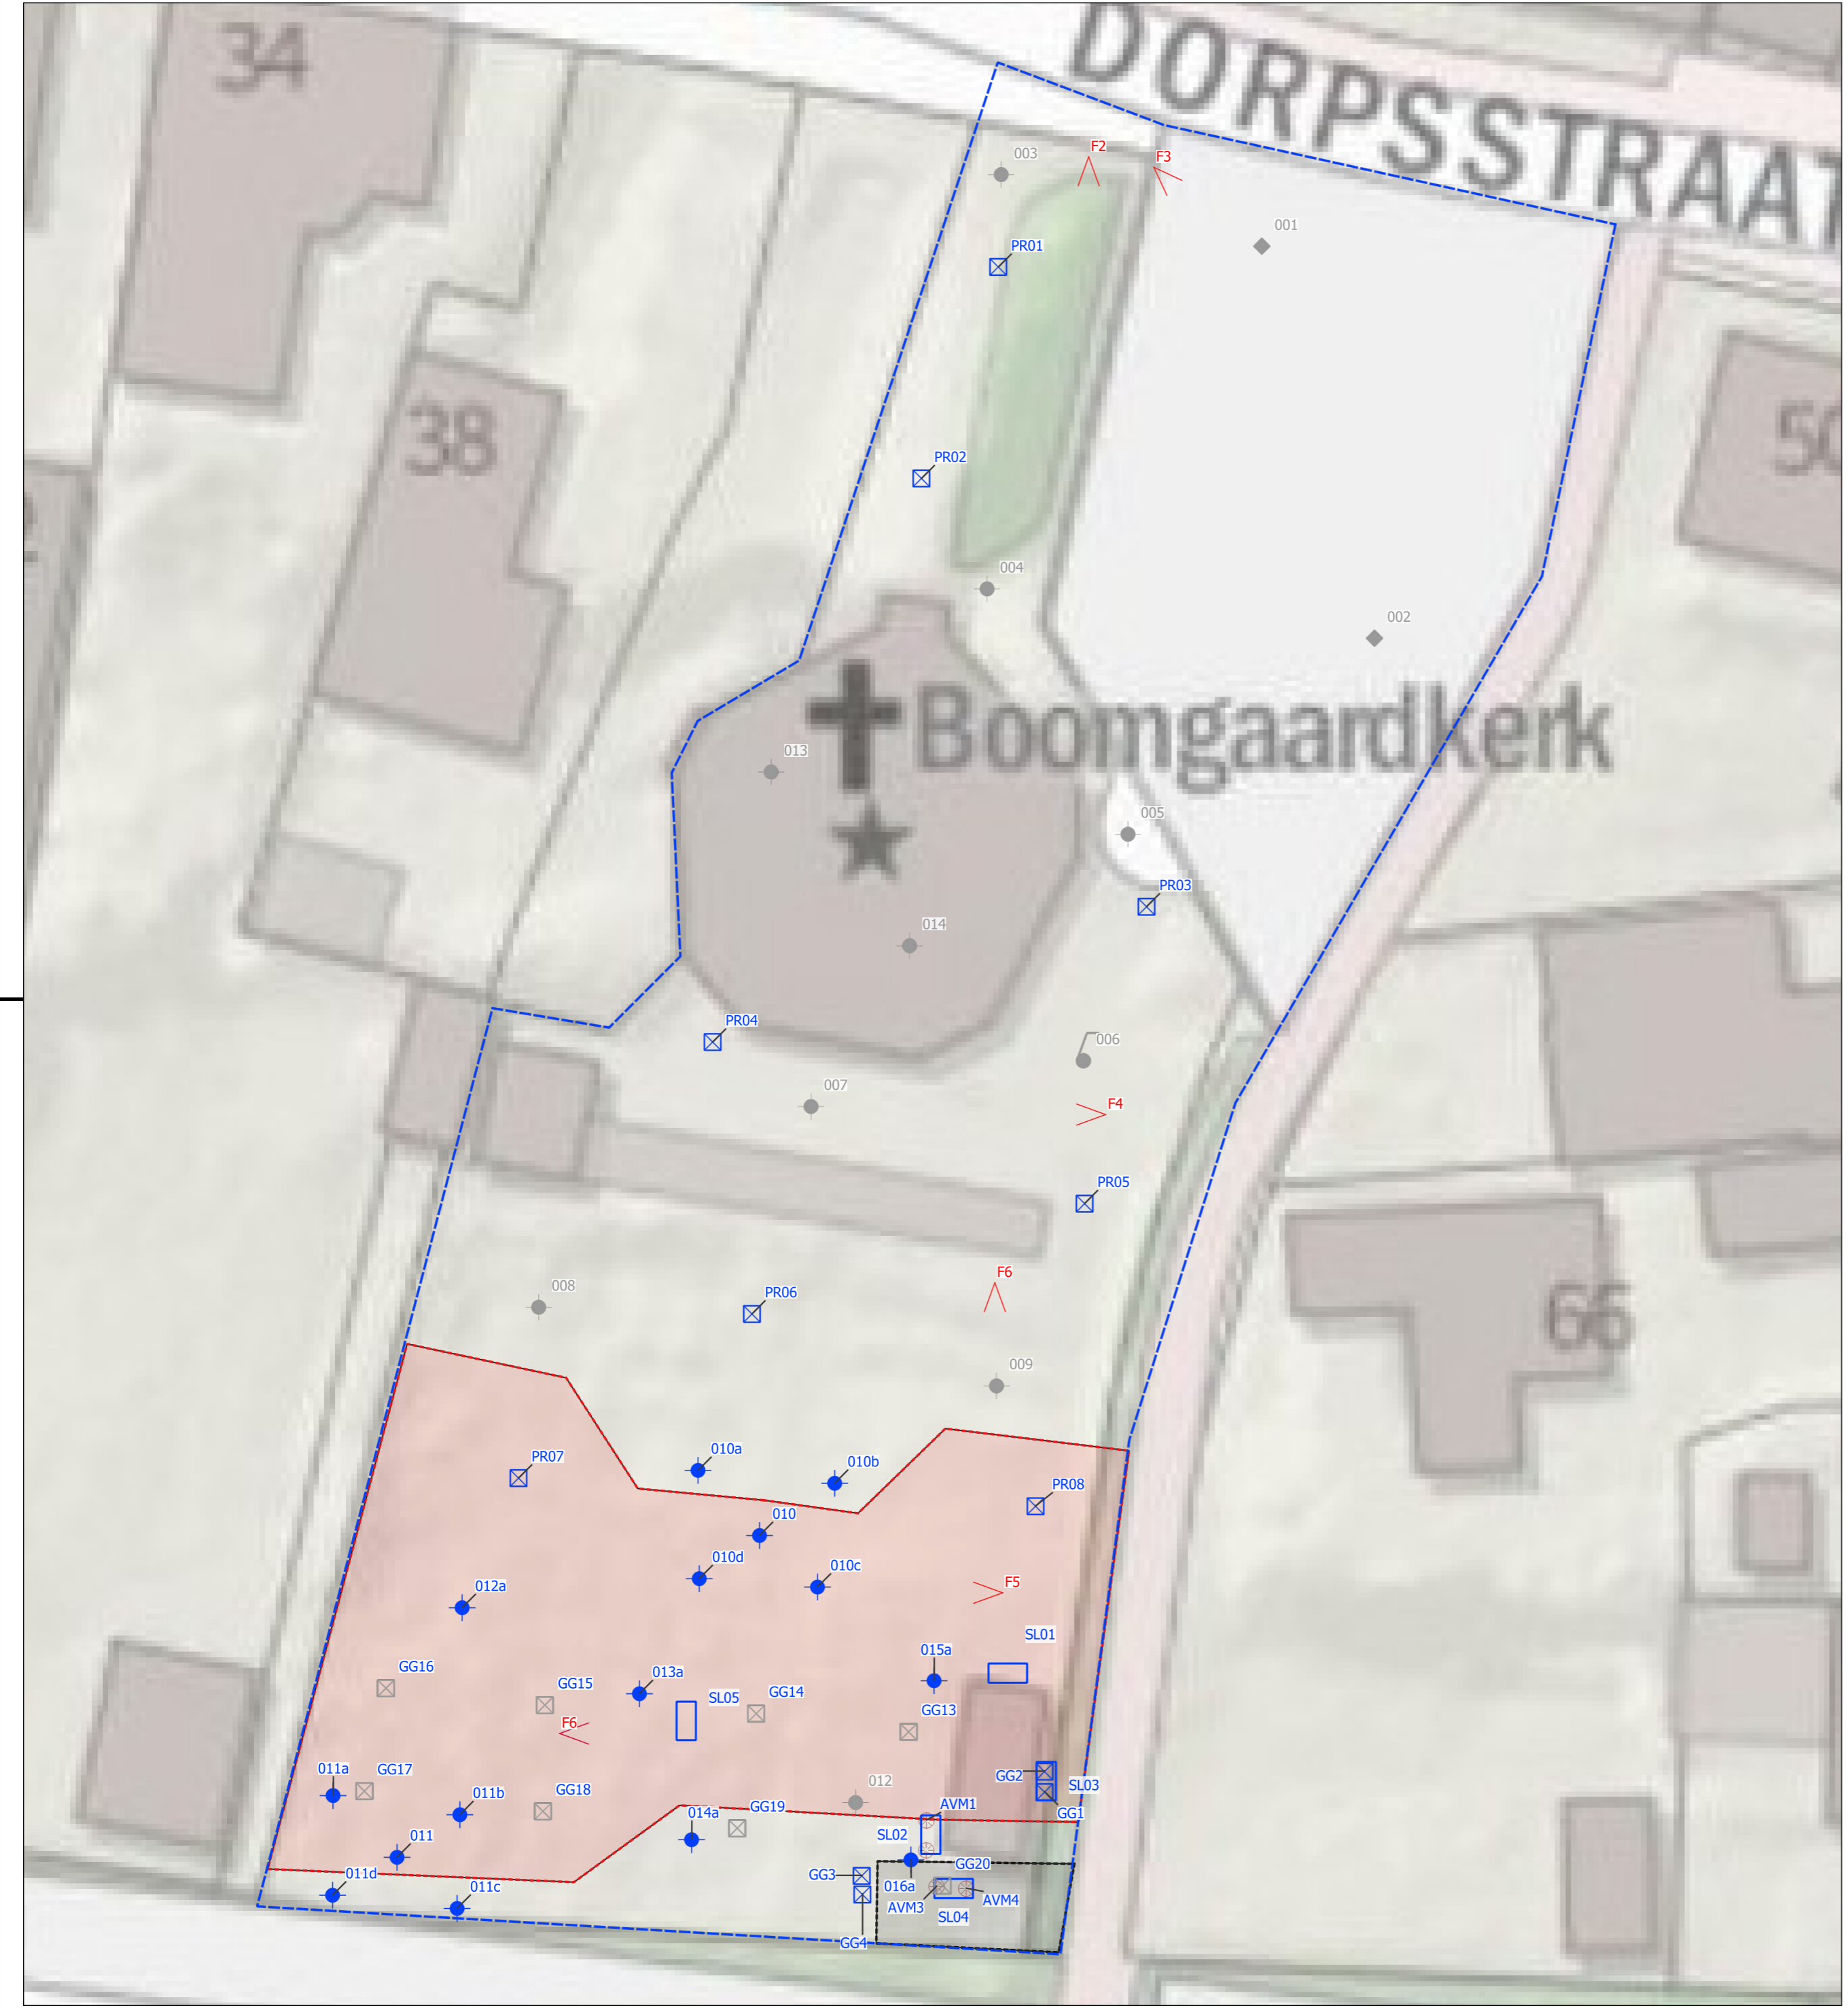 DORPSSTRAAT
34
F2
F3
003
001
PR01
38
50
PR02
004
002
Boomgaardkerk
013
005
PR03
014
PR04
006
007
F4
PR05
F6
008
PR06
66
009
010a
PR07
010b
PR08
010
010d
010c
012a
F5
SL01
015a
GG16
013a
GG15
SL05
GG14
GG13
F6
011a
GG17
GG2
SL03
012
GG18
011b
AVM1
GG19
GG1
014a
SL02
011
GG20
011d
GG3
016a
011c
AVM3
AVM4
SL04
GG4